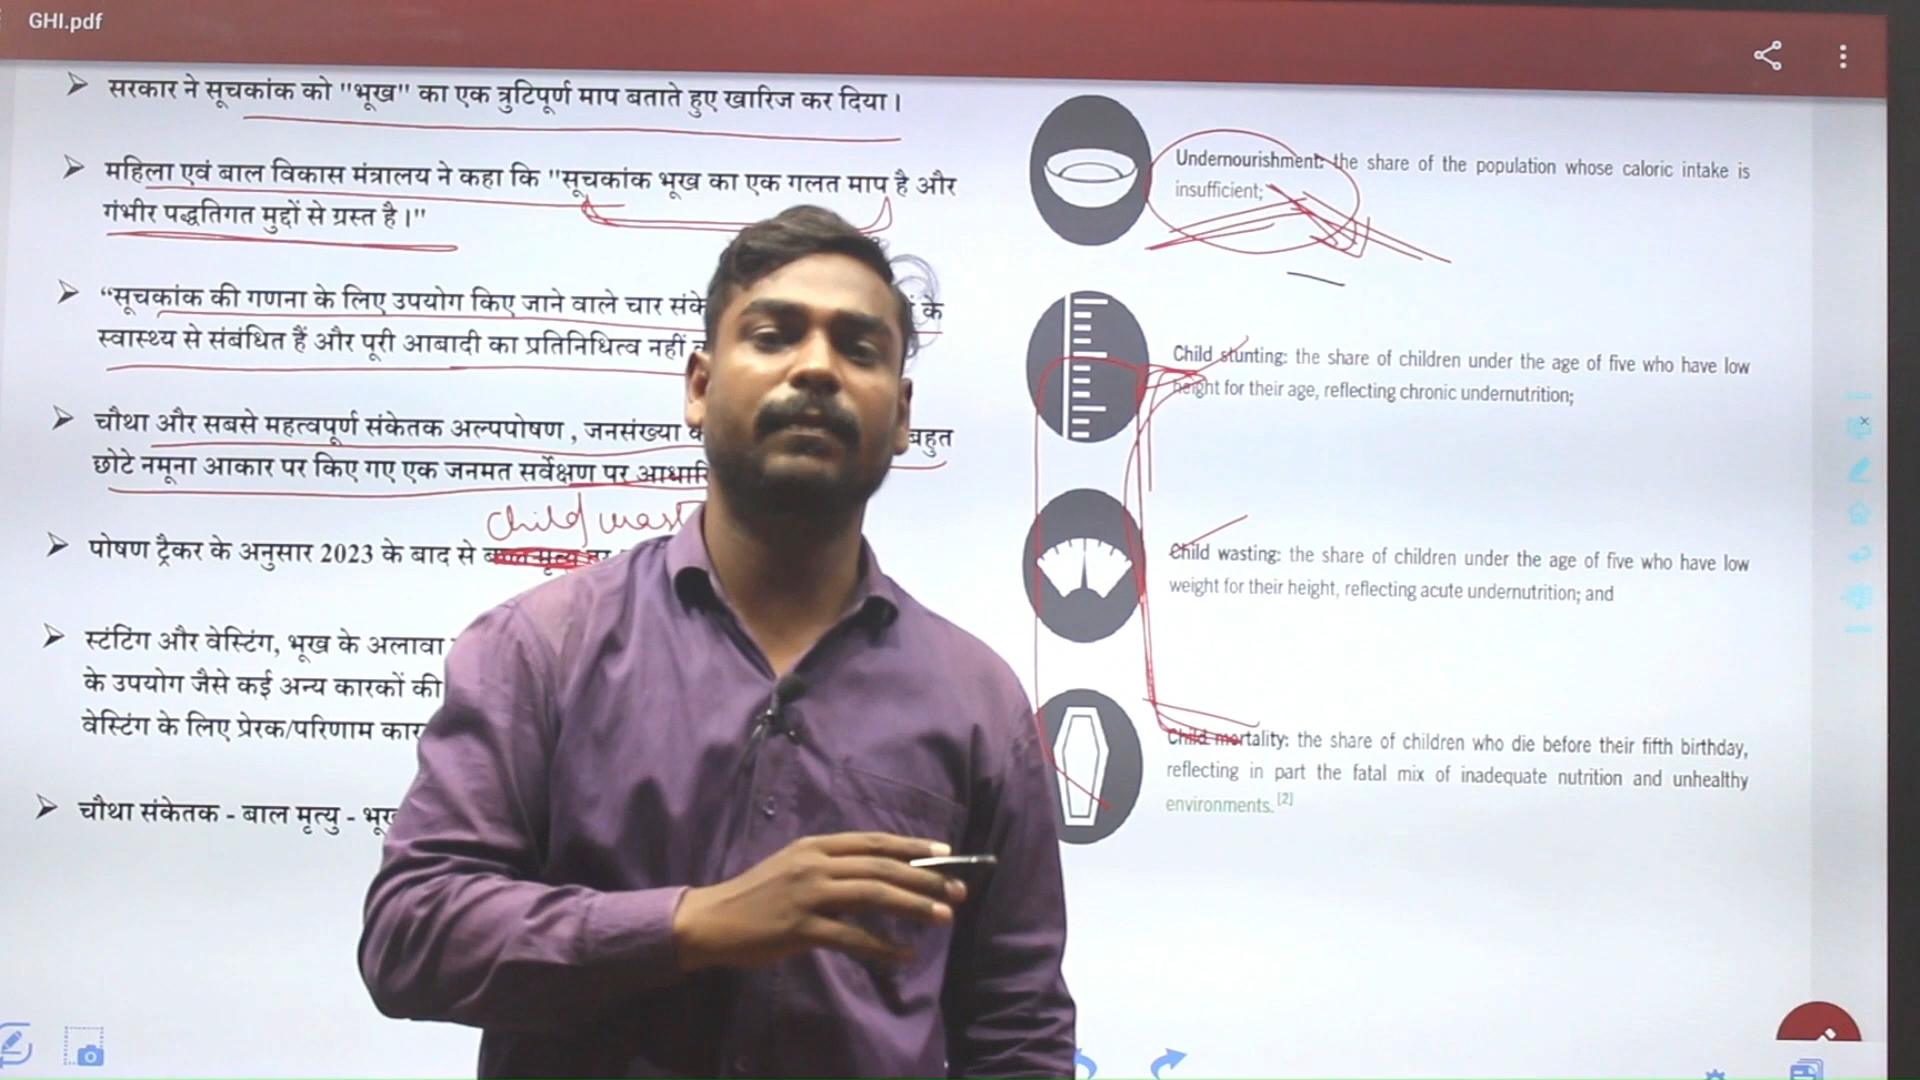 GHI.pdf
सरकार ने सूचकांक को "भूख" का एक त्रुटिपूर्ण माप बताते हुए खारिज कर दिया।
महिला एवं बाल विकास मंत्रालय ने कहा कि "सूचकांक भूख का एक गलत माप है और
गंभीर पद्धतिगत मुद्दों से ग्रस्त है।"
“सूचकांक की गणना के लिए उपयोग किए जाने वाले चार के
स्वास्थ्य से संबंधित हैं और पूरी आबादी का प्रतिनिधित्व नहीं
चौथा और सबसे महत्वपूर्ण संकेतक अल्पपोषण , जनसंख्या बहुत
छोटे नमूना आकार पर किए गए एक जनमत सर्वेक्षण पर
child
पोषण ट्रैकर के अनुसार 2023 के बाद से
स्टंटिंग और वेस्टिंग, भूख के अलावा
के उपयोग जैसे कई अन्य कारकों की
वेस्टिंग के लिए प्रेरक/परिणाम
चौथा संकेतक - बाल मृत्यु -
Undernourishment: the share of the population whose caloric intake is
insufficient;
Child stunting: the share of children under the age of five who have low
height for their age, reflecting chronic undernutrition;
Child wasting: the share of children under the age of five who have low
weight for their height, reflecting acute undernutrition; and
Child mortality: the share of children who die before their fifth birthday,
reflecting in part the fatal mix of inadequate nutrition and unhealthy
environments.[2]